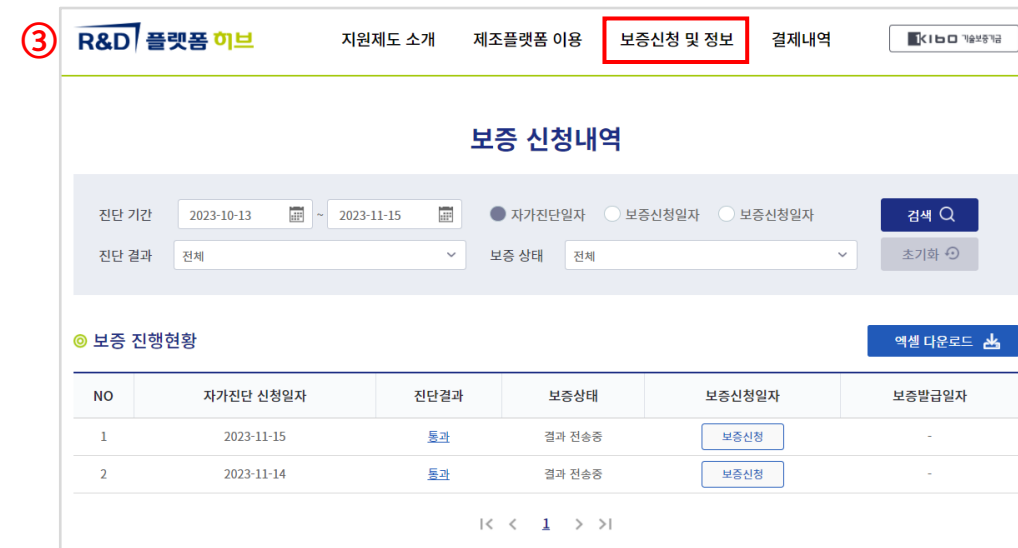 ③ R&D 플랫폼 허브 지원제도 소개 제조플랫폼 이용 보증신청 및 정보 결제내역 KIBO 기술보증기금
보증 신청내역
진단 기간 2023-10-13 ~ 2023-11-15 자가진단일자 보증신청일자 보증신청일자 검색
진단 결과 전체 보증 상태 전체 초기화
보증 진행현황 엑셀 다운로드
NO 자가진단 신청일자 진단결과 보증상태 보증신청일자 보증발급일자
1 2023-11-15 통과 결과 전송중 보증신청 -
2 2023-11-14 통과 결과 전송중 보증신청 -
1